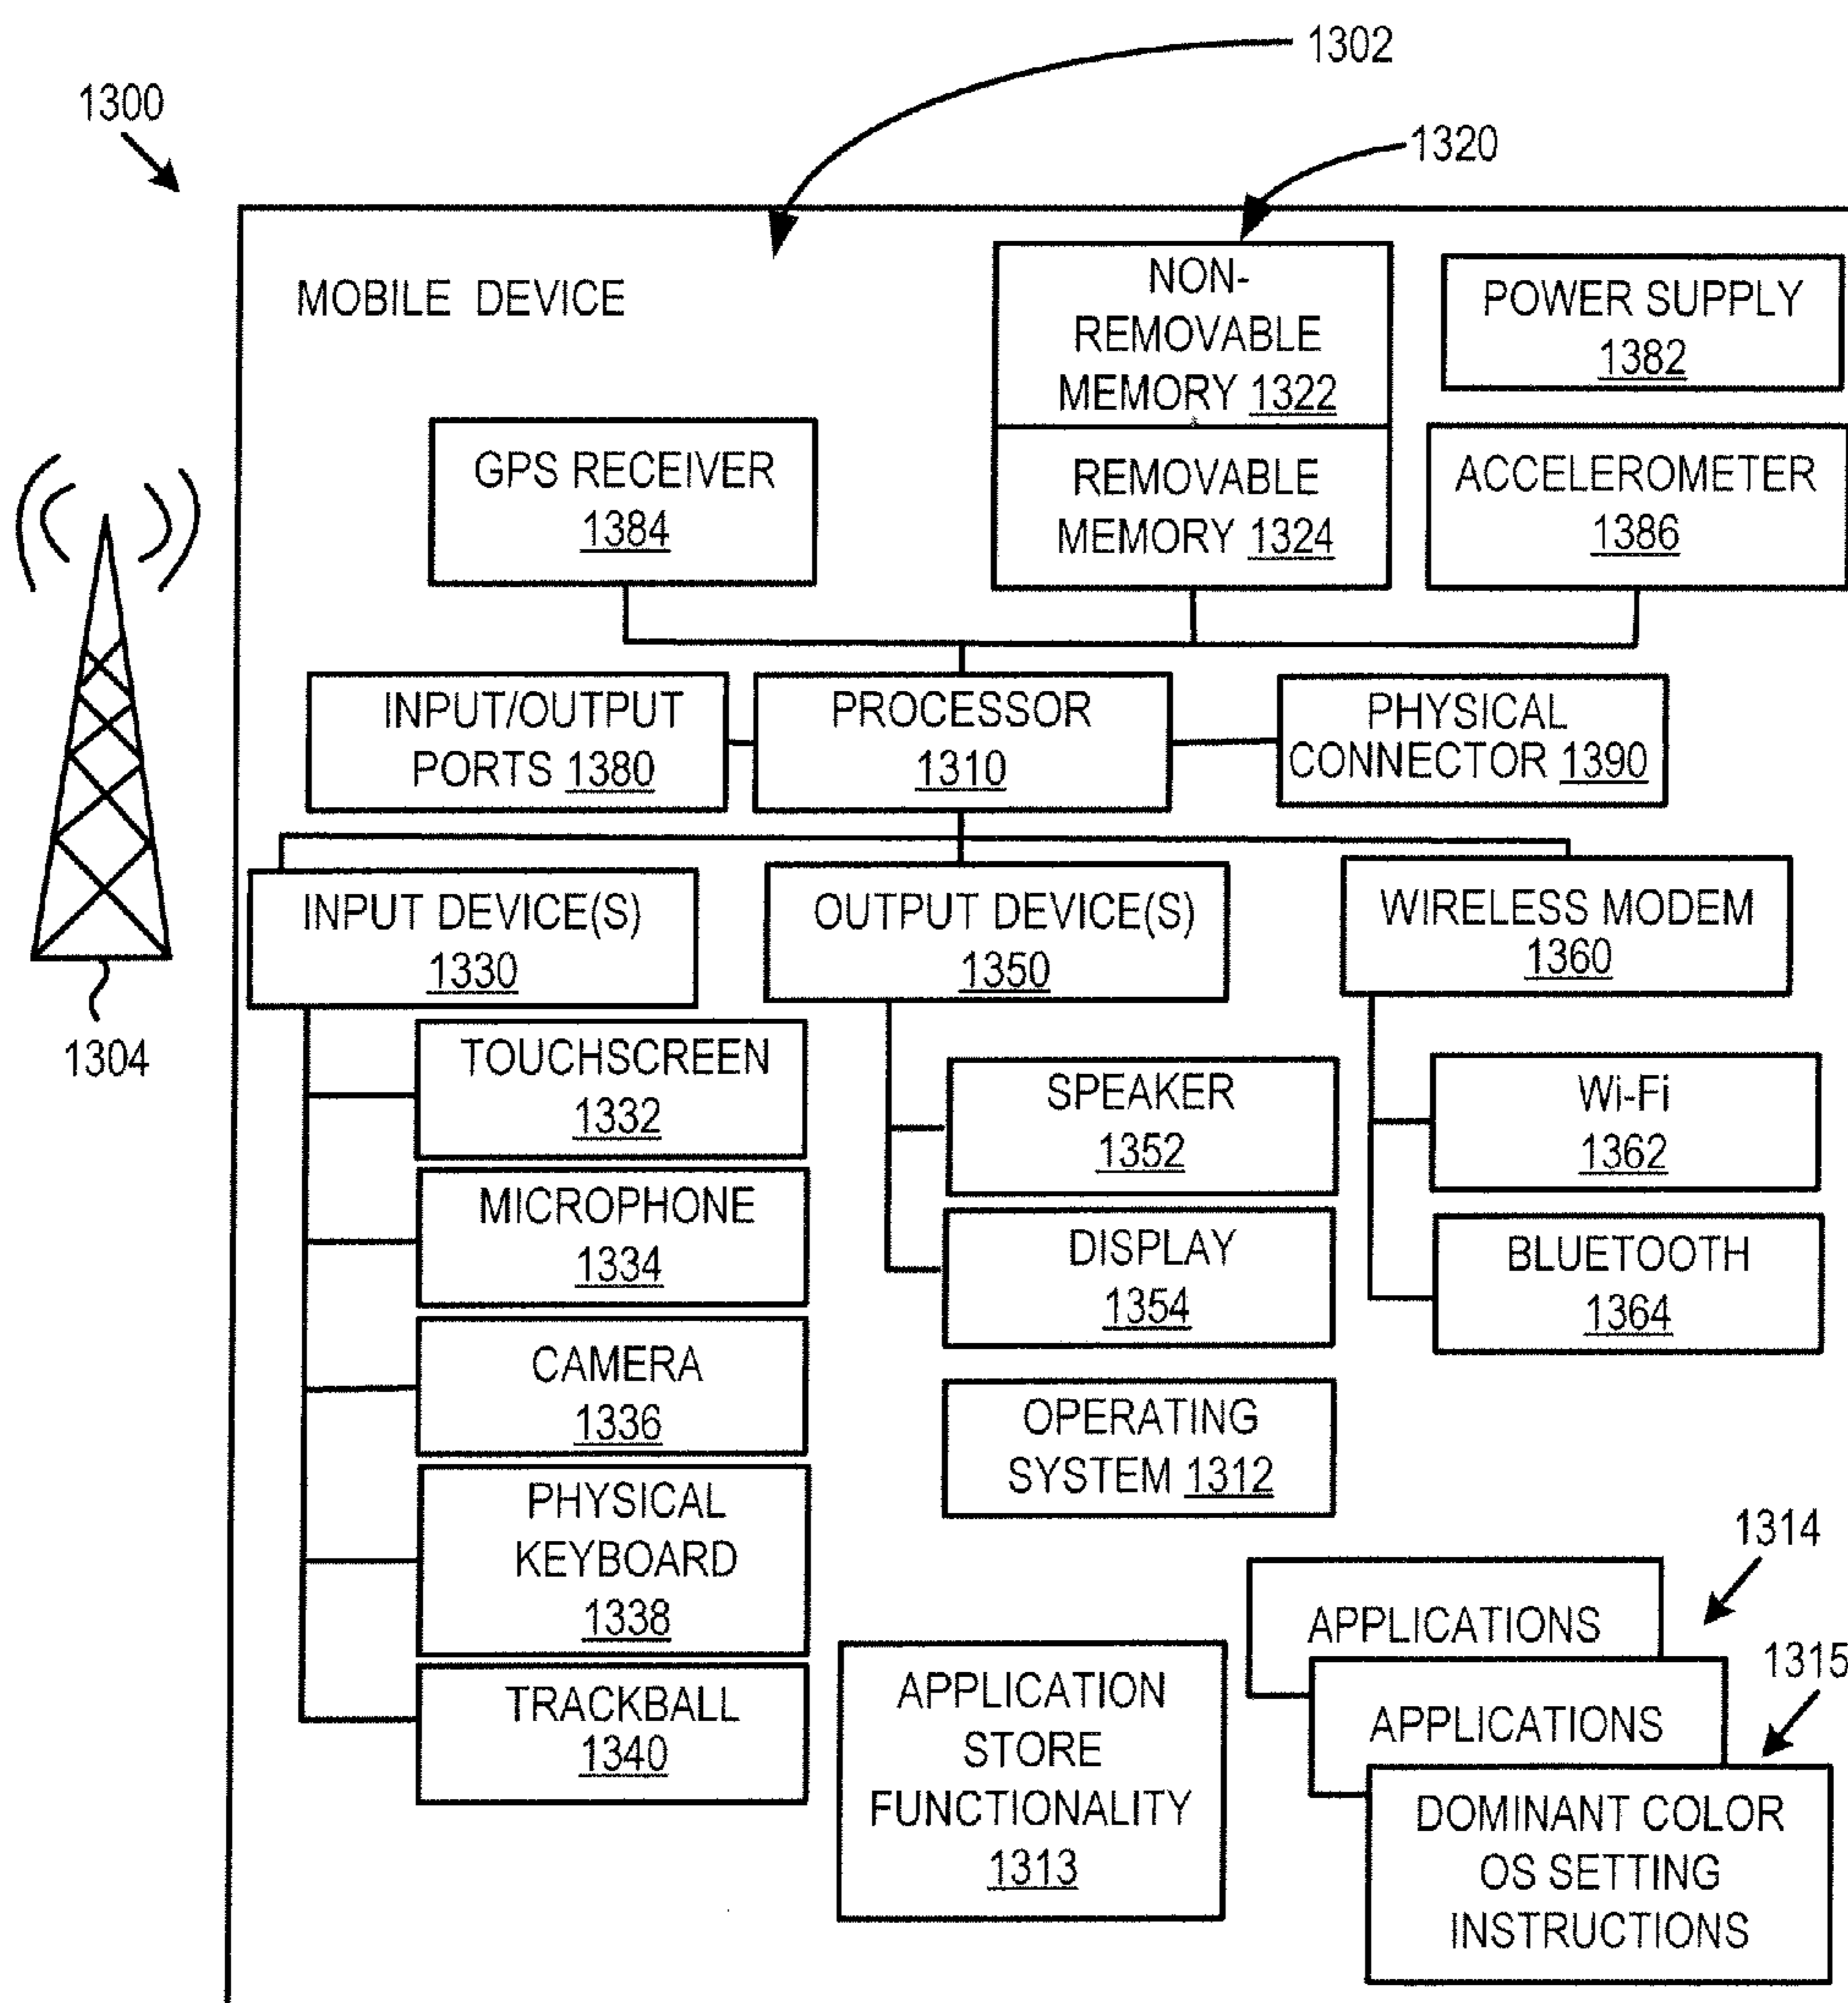 1302
1300
1320
MOBILE DEVICE
NON-
REMOVABLE
MEMORY 1322
POWER SUPPLY
1382
GPS RECEIVER
1384
REMOVABLE
MEMORY 1324
ACCELEROMETER
1386
INPUT/OUTPUT
PORTS 1380
PROCESSOR
1310
PHYSICAL
CONNECTOR 1390
INPUT DEVICE(S)
1330
OUTPUT DEVICE(S)
1350
WIRELESS MODEM
1360
1304
TOUCHSCREEN
1332
SPEAKER
1352
Wi-Fi
1362
MICROPHONE
1334
DISPLAY
1354
BLUETOOTH
1364
CAMERA
1336
OPERATING
SYSTEM 1312
PHYSICAL
KEYBOARD
1338
TRACKBALL
1340
APPLICATION
STORE
FUNCTIONALITY
1313
1314
APPLICATIONS
1315
APPLICATIONS
DOMINANT COLOR
OS SETTING
INSTRUCTIONS